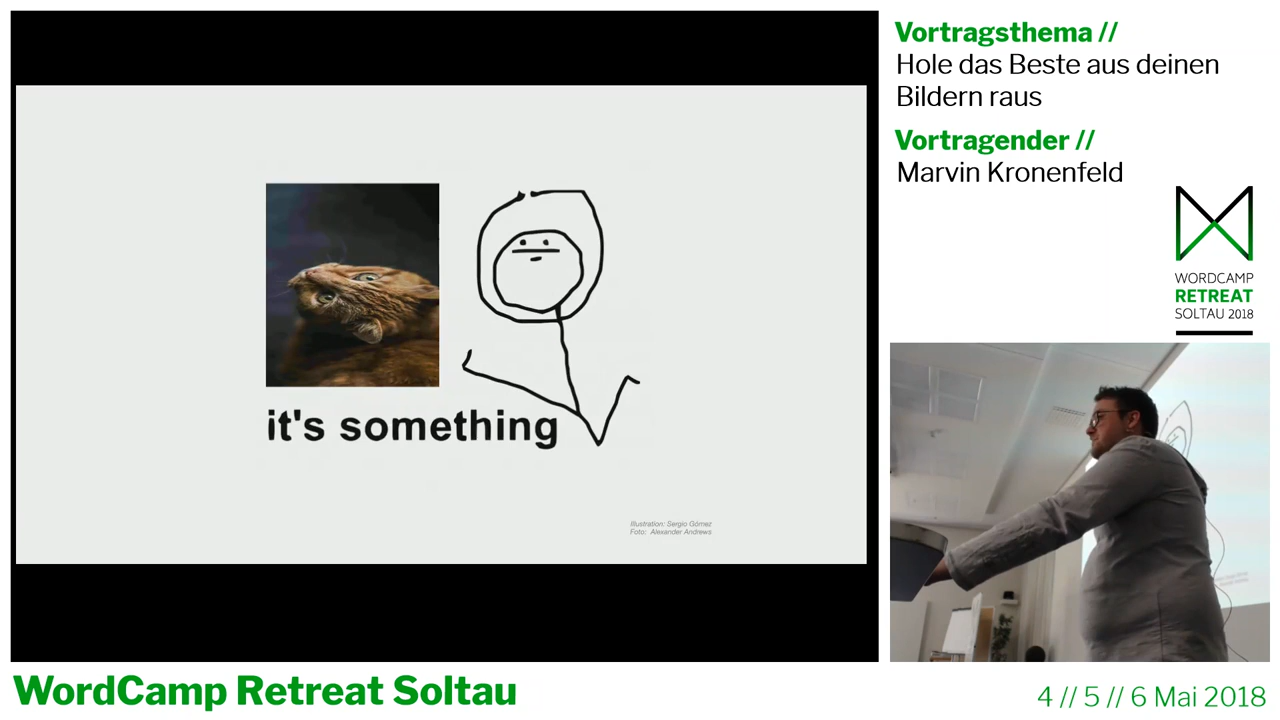 Vortragsthema //
Hole das Beste aus deinen
Bildern raus
Vortragender //
Marvin Kronenfeld
WORDCAMP
RETREAT
SOLTAU 2018
it's something
Illustration: Sergio Gómez
Foto: Alexander Andrews
WordCamp Retreat Soltau
4 // 5 // 6 Mai 2018